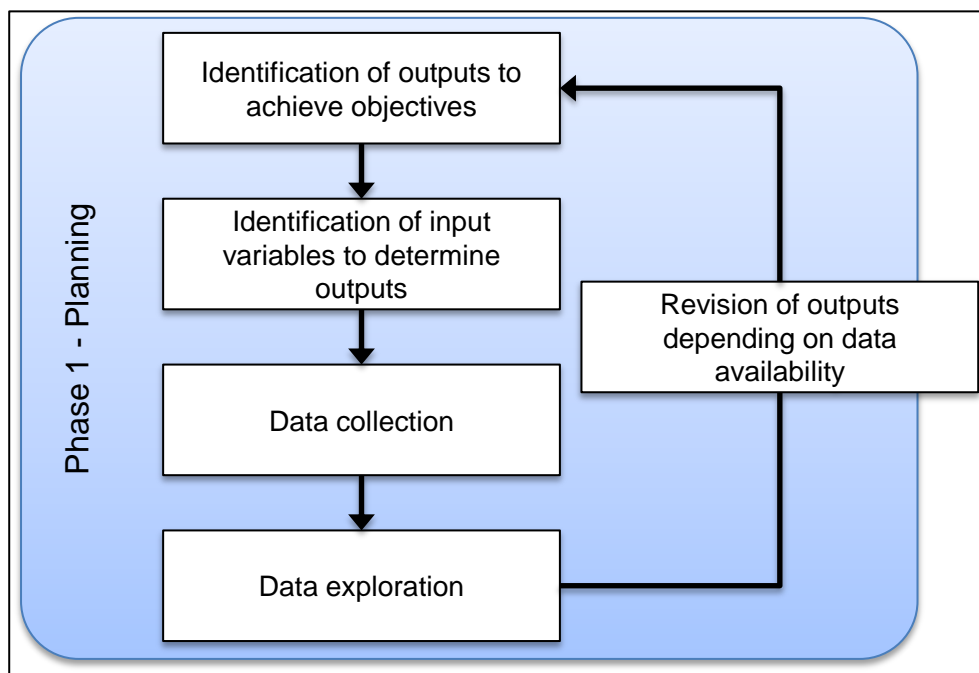 Phase 1 - Planning
Identification of outputs to
achieve objectives
Identification of input
variables to determine
outputs
Data collection
Data exploration
Revision of outputs
depending on data
availability